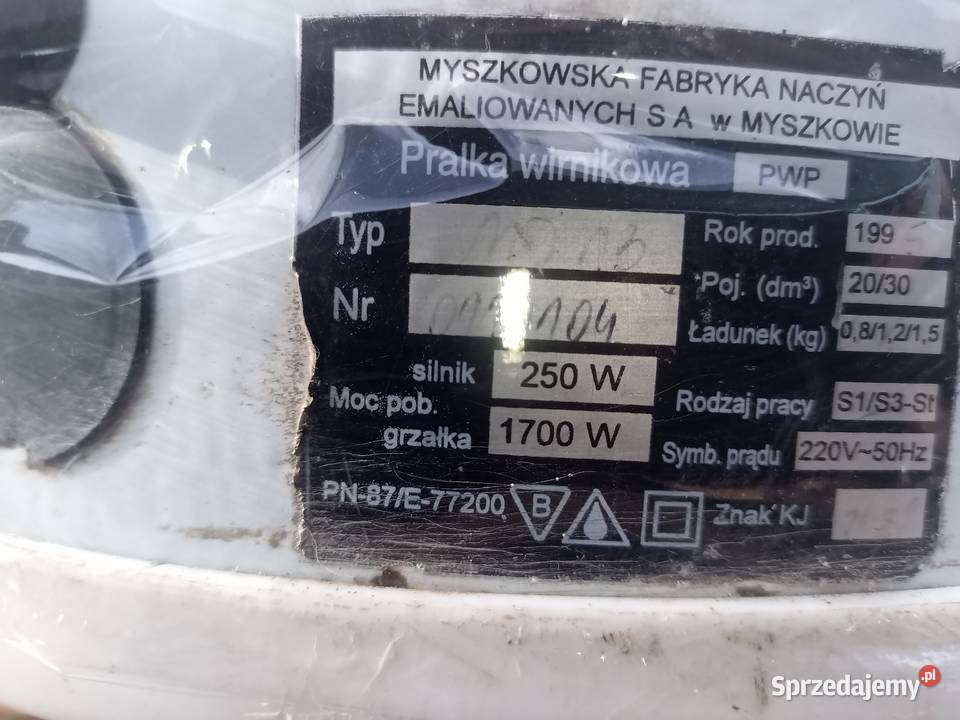 MYSZKOWSKA FABRYKA NACZYŃ
EMALIOWANYCH S A w MYSZKOWIE
Pralka wirnikowa PWP
Typ
Rok prod. 199
Nr
Poj. (dm³) 20/30
Ładunek (kg) 0,8/1,2/1,5
silnik 250 W
Moc pob.
grzałka 1700 W
Rodzaj pracy S1/S3-St
Symb. prądu 220V~50Hz
PN-87/E-77200 B Znak KJ
Sprzedajemy.pl